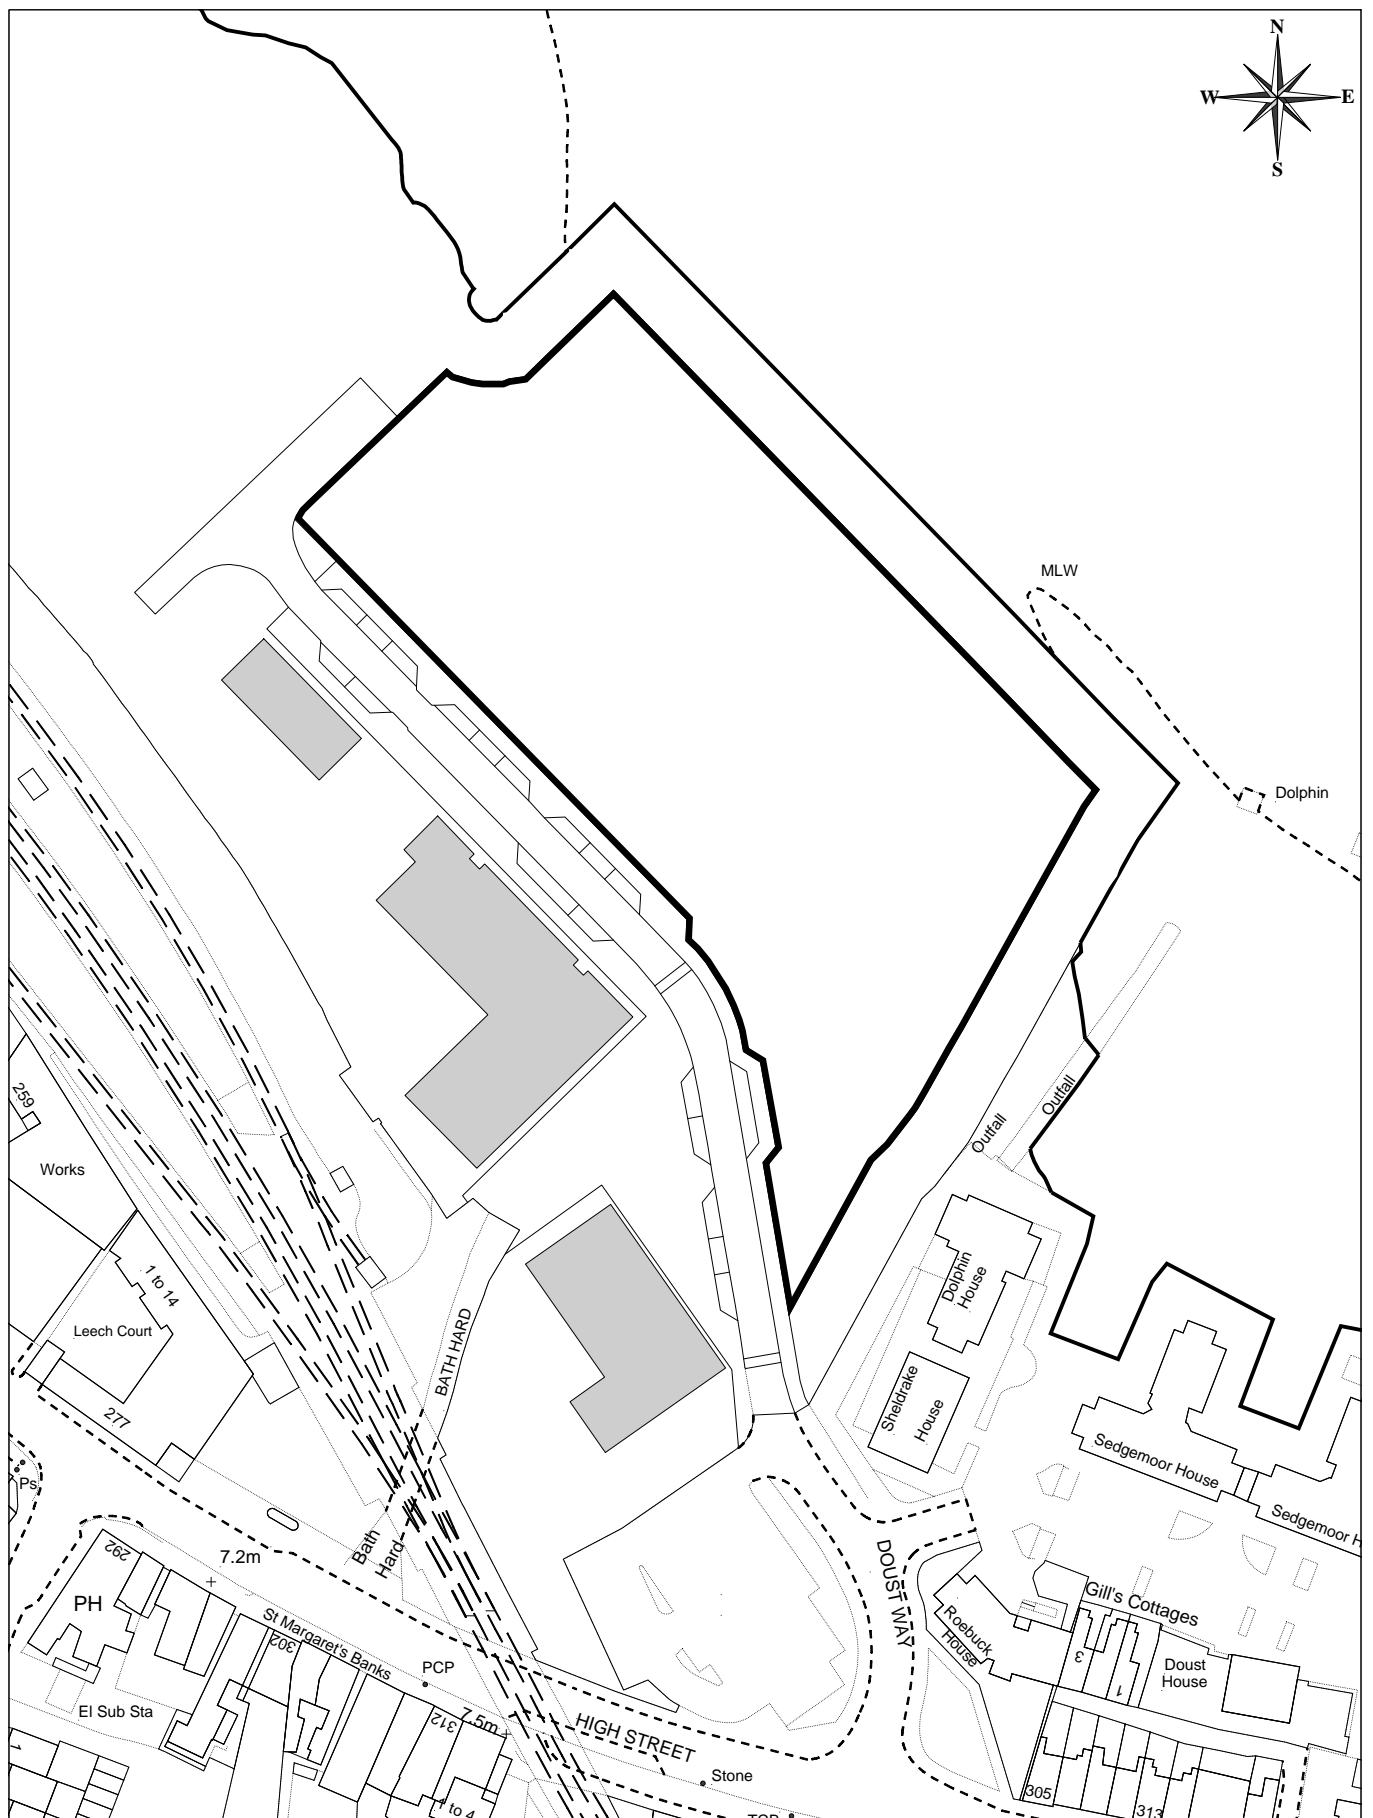 N
W
E
S
MLW
Dolphin
Outfall
Outfall
259
Works
1 to 14
Leech Court
277
BATH HARD
Dolphin
House
Sheldrake
House
Sedgemoor House
Sedgemoor H
Ps
292
7.2m
Bath
Hard
PH
St Margaret's Banks
302
PCP
El Sub Sta
312
7.5m
HIGH STREET
DOUST WAY
Roebuck
House
Gill's Cottages
3
1
Doust
House
Stone
305
313
1
1 to 4
TCP